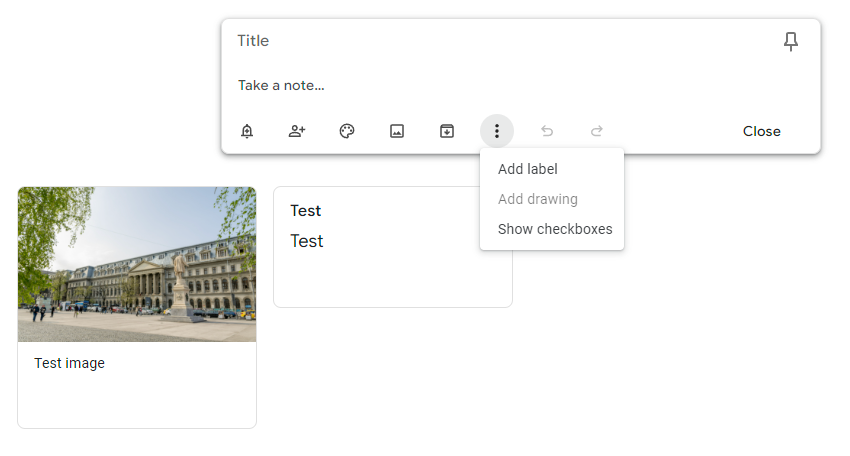 Title
Take a note...
Close
Add label
Add drawing
Show checkboxes
Test
Test
Test image